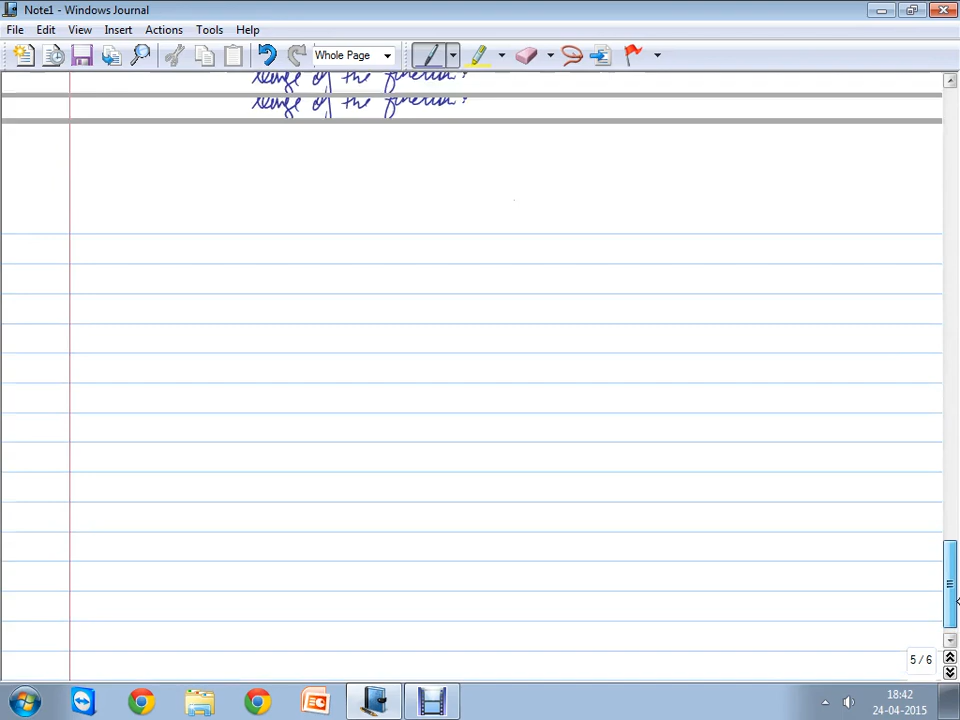 Note1 - Windows Journal
File Edit View Insert Actions Tools Help
Whole Page
Range of the function?
Range of the function?
5 / 6
18:42
24-04-2015